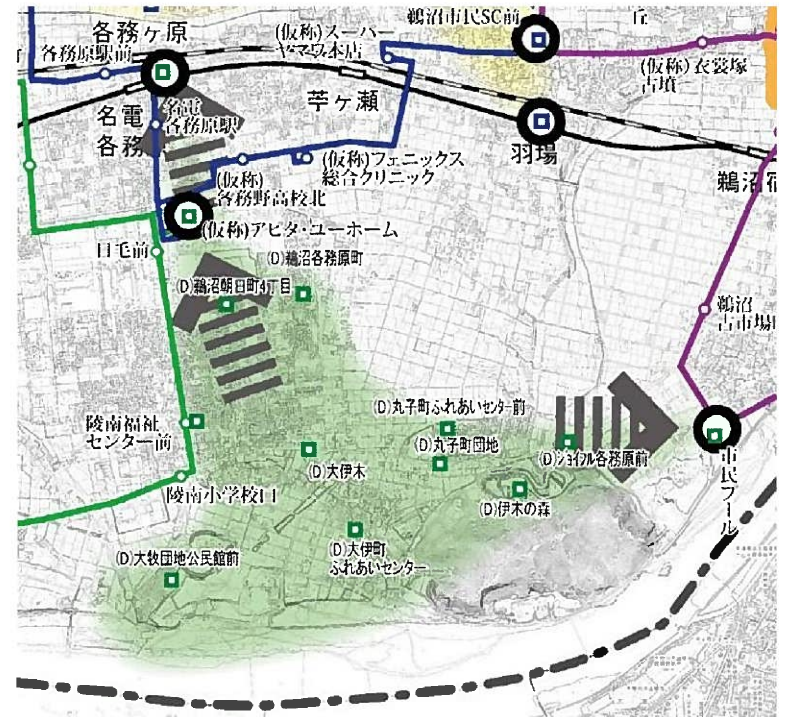 各務ヶ原
各務原駅前
(仮称)スーパー
ヤマワ本店
鵜沼市民SC前
丘
(仮称)衣裳塚
古墳
苧ヶ瀬
名電
各務
名電
各務原駅
羽場
鵜沼宿
(仮称)フェニックス
総合クリニック
(仮称)
各務野高校北
(仮称)アピタ・ユーホーム
日毛前
(D)鵜沼各務原町
(D)鵜沼朝日町4丁目
鵜沼
古市場
陵南福祉
センター前
(D)丸子町ふれあいセンター前
(D)丸子町団地
(D)ジョイフル各務原前
市民プール
(D)大伊木
陵南小学校口
(D)伊木の森
(D)大牧団地公民館前
(D)大伊町
ふれあいセンター